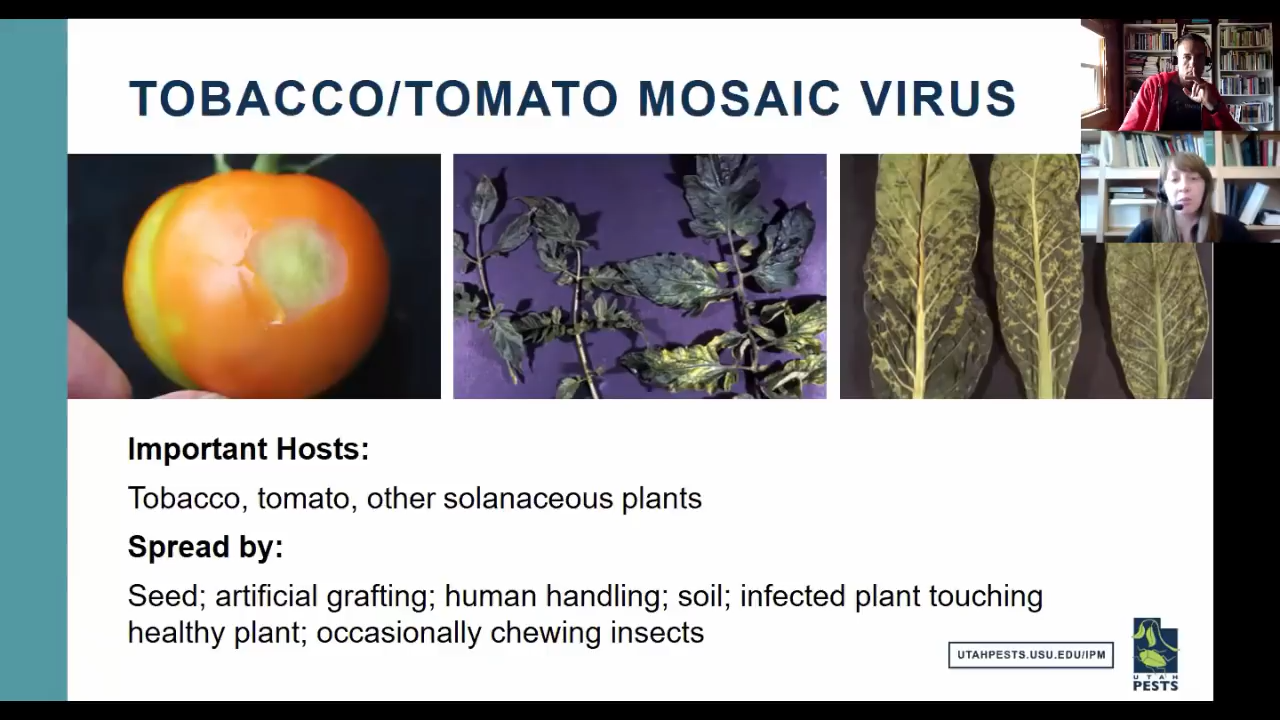 TOBACCO/TOMATO MOSAIC VIRUS
Important Hosts:
Tobacco, tomato, other solanaceous plants
Spread by:
Seed; artificial grafting; human handling; soil; infected plant touching
healthy plant; occasionally chewing insects
UTAHPESTS.USU.EDU/IPM
UTAH
PESTS